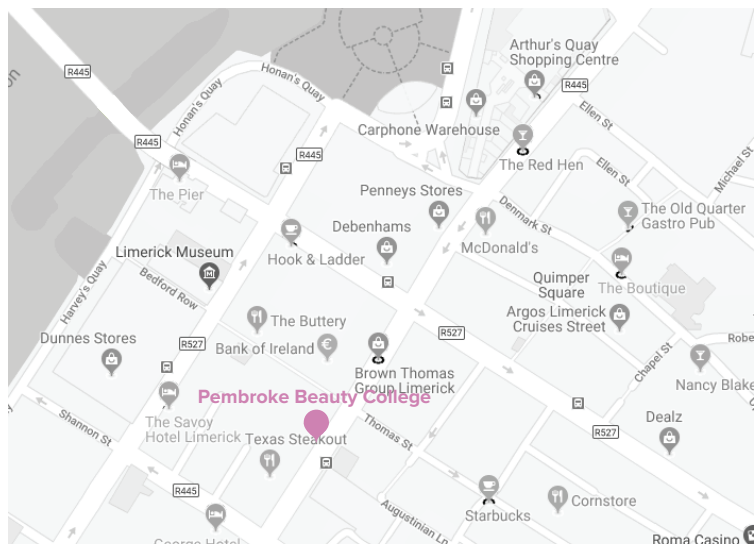 Arthur's Quay
Shopping Centre
R445
Honan's Quay
R445
Honan's Quay
Ellen St
Carphone Warehouse
R445
R445
The Red Hen
Michael St
Ellen St
The Pier
Penneys Stores
Denmark St
The Old Quarter
Gastro Pub
Debenhams
McDonald's
Limerick Museum
Hook & Ladder
Harvey's Quay
Bedford Row
Quimper
Square
The Boutique
Argos Limerick
Cruises Street
The Buttery
R527
Dunnes Stores
R527
Bank of Ireland
Chapel St
Brown Thomas
Group Limerick
Nancy Blake
Pembroke Beauty College
Shannon St
The Savoy
Hotel Limerick
Texas Steakout
Thomas St
Dealz
R527
R445
Starbucks
Cornstore
Augustinian Ln
George Hotel
Roma Casino